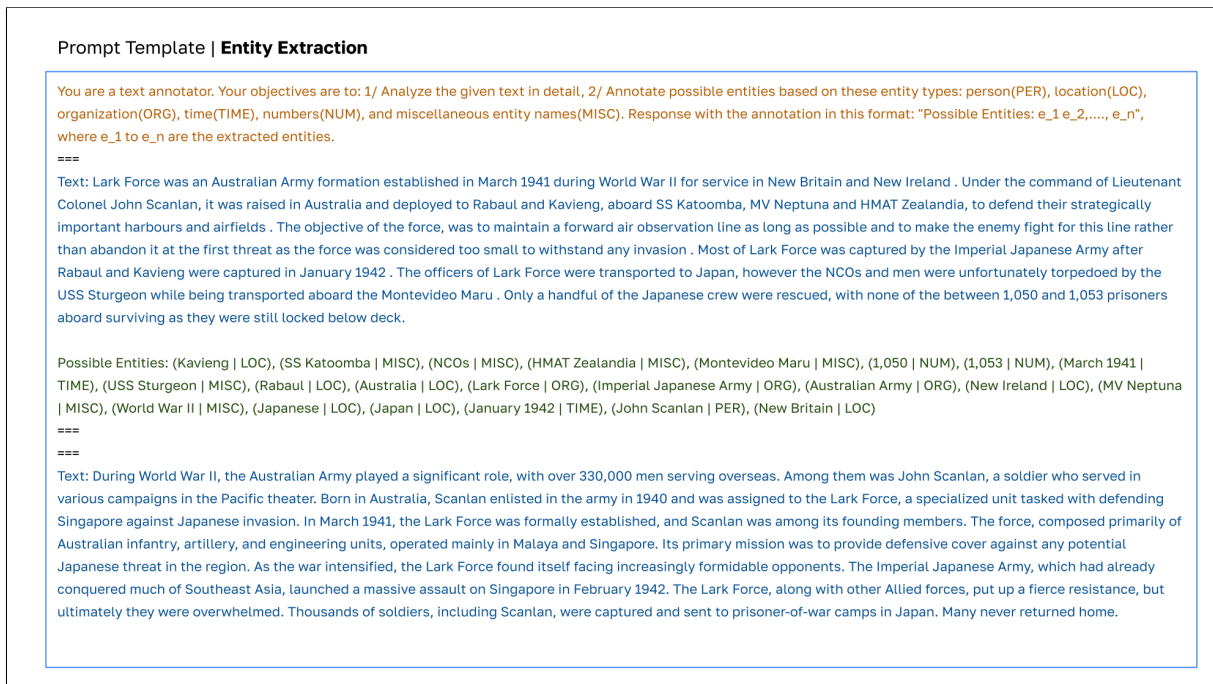 Prompt Template | Entity Extraction
You are a text annotator. Your objectives are to: 1/ Analyze the given text in detail, 2/ Annotate possible entities based on these entity types: person(PER), location(LOC),
organization(ORG), time(TIME), numbers(NUM), and miscellaneous entity names(MISC). Response with the annotation in this format: "Possible Entities: e_1 e_2,...., e_n",
where e_1 to e_n are the extracted entities.
===
Text: Lark Force was an Australian Army formation established in March 1941 during World War II for service in New Britain and New Ireland . Under the command of Lieutenant
Colonel John Scanlan, it was raised in Australia and deployed to Rabaul and Kavieng, aboard SS Katoomba, MV Neptuna and HMAT Zealandia, to defend their strategically
important harbours and airfields . The objective of the force, was to maintain a forward air observation line as long as possible and to make the enemy fight for this line rather
than abandon it at the first threat as the force was considered too small to withstand any invasion . Most of Lark Force was captured by the Imperial Japanese Army after
Rabaul and Kavieng were captured in January 1942 . The officers of Lark Force were transported to Japan, however the NCOs and men were unfortunately torpedoed by the
USS Sturgeon while being transported aboard the Montevideo Maru . Only a handful of the Japanese crew were rescued, with none of the between 1,050 and 1,053 prisoners
aboard surviving as they were still locked below deck.
Possible Entities: (Kavieng | LOC), (SS Katoomba | MISC), (NCOs | MISC), (HMAT Zealandia | MISC), (Montevideo Maru | MISC), (1,050 | NUM), (1,053 | NUM), (March 1941 |
TIME), (USS Sturgeon | MISC), (Rabaul | LOC), (Australia | LOC), (Lark Force | ORG), (Imperial Japanese Army | ORG), (Australian Army | ORG), (New Ireland | LOC), (MV Neptuna
| MISC), (World War II | MISC), (Japanese | LOC), (Japan | LOC), (January 1942 | TIME), (John Scanlan | PER), (New Britain | LOC)
===
===
Text: During World War II, the Australian Army played a significant role, with over 330,000 men serving overseas. Among them was John Scanlan, a soldier who served in
various campaigns in the Pacific theater. Born in Australia, Scanlan enlisted in the army in 1940 and was assigned to the Lark Force, a specialized unit tasked with defending
Singapore against Japanese invasion. In March 1941, the Lark Force was formally established, and Scanlan was among its founding members. The force, composed primarily of
Australian infantry, artillery, and engineering units, operated mainly in Malaya and Singapore. Its primary mission was to provide defensive cover against any potential
Japanese threat in the region. As the war intensified, the Lark Force found itself facing increasingly formidable opponents. The Imperial Japanese Army, which had already
conquered much of Southeast Asia, launched a massive assault on Singapore in February 1942. The Lark Force, along with other Allied forces, put up a fierce resistance, but
ultimately they were overwhelmed. Thousands of soldiers, including Scanlan, were captured and sent to prisoner-of-war camps in Japan. Many never returned home.